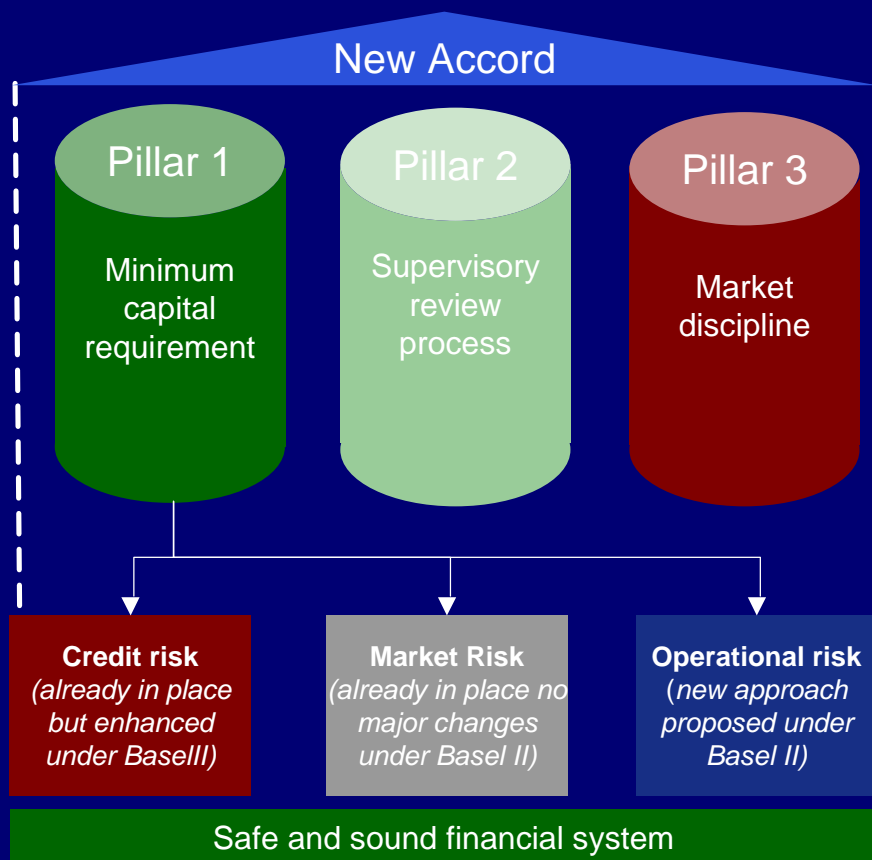 New Accord
Pillar 1
Pillar 2
Pillar 3
Minimum
capital
requirement
Supervisory
review
process
Market
discipline
Credit risk
(already in place
but enhanced
under BaselII)
Market Risk
(already in place no
major changes
under Basel II)
Operational risk
(new approach
proposed under
Basel II)
Safe and sound financial system